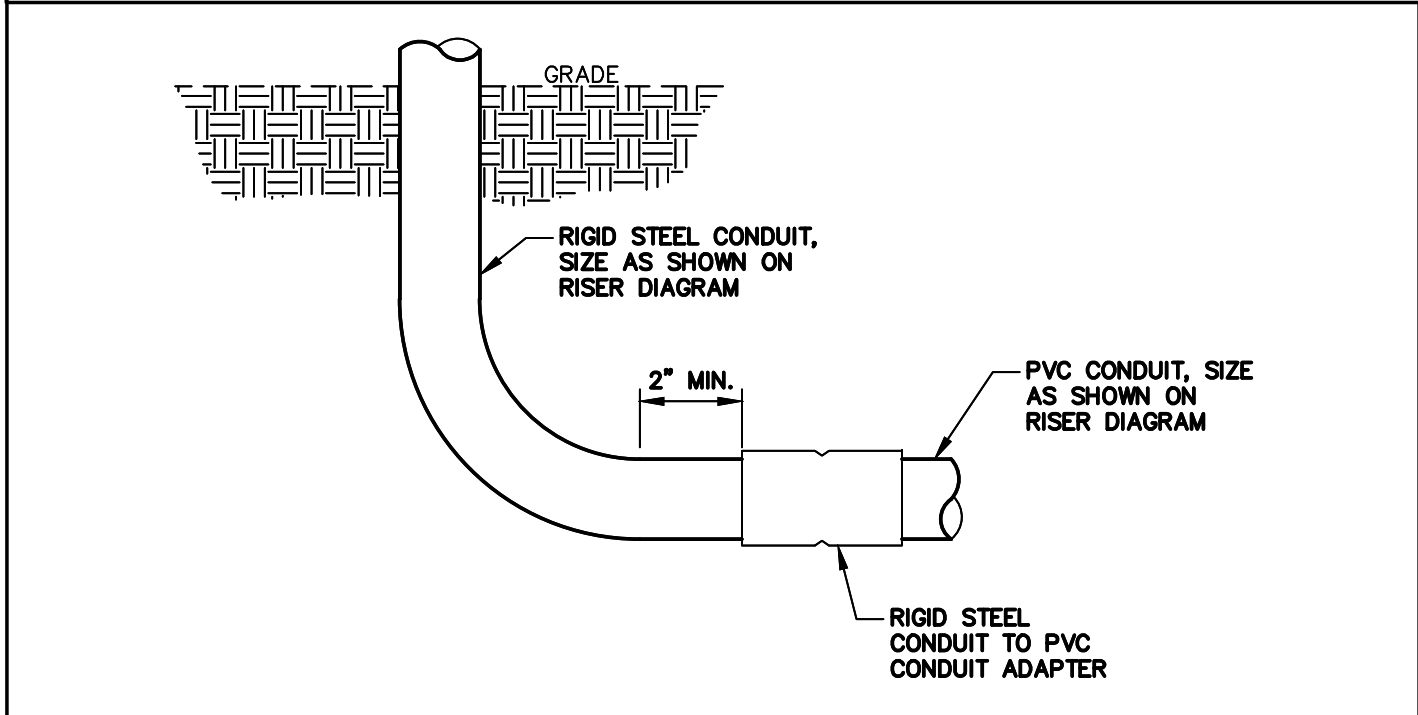 GRADE
RIGID STEEL CONDUIT,
SIZE AS SHOWN ON
RISER DIAGRAM
2" MIN.
PVC CONDUIT, SIZE
AS SHOWN ON
RISER DIAGRAM
RIGID STEEL
CONDUIT TO PVC
CONDUIT ADAPTER